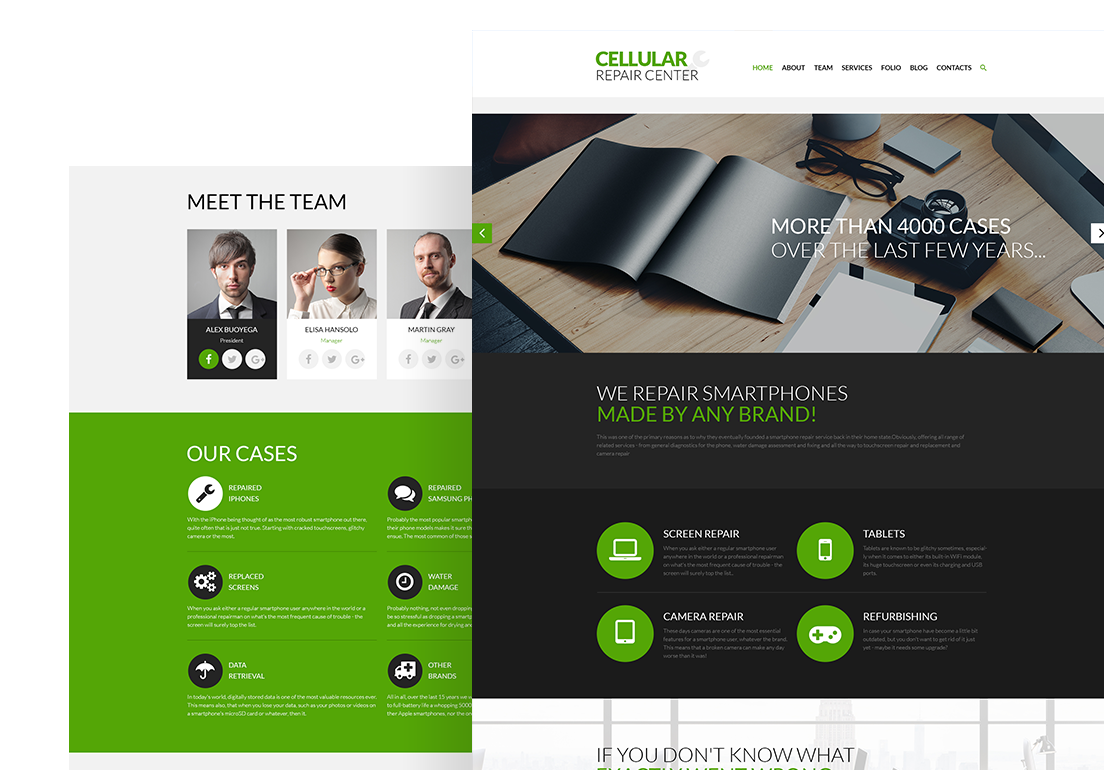 CELLULAR
REPAIR CENTER
HOME ABOUT TEAM SERVICES FOLIO BLOG CONTACTS
MORE THAN 4000 CASES
OVER THE LAST FEW YEARS...
WE REPAIR SMARTPHONES
MADE BY ANY BRAND!
This was one of the primary reasons as to why they eventually founded a smartphone repair service back in their home state.Obviously, offering all range of
related services - from general diagnostics for the phone, water damage assessment and fixing and all the way to touchscreen repair and replacement and
camera repair
SCREEN REPAIR
When you ask either a regular smartphone user
anywhere in the world or a professional repairman
on what's the most frequent cause of trouble - the
screen will surely top the list...
TABLETS
Tablets are known to be glitchy sometimes, especial
ly when it comes to either its built-in WiFi module,
its huge touchscreen or even its charging and USB
ports.
CAMERA REPAIR
These days cameras are one of the most essential
features for a smartphone user, whatever the brand.
This means that a broken camera can make any day
worse than it was!
REFURBISHING
In case your smartphone have become a little bit
outdated, but you don't want to get rid of it just
yet - maybe it needs some upgrade?
IF YOU DON'T KNOW WHAT
EXACTLY WENT WRONG
MEET THE TEAM
ALEX BUOYEGA
President
ELISA HANSOLO
Manager
MARTIN GRAY
Manager
OUR CASES
REPAIRED
IPHONES
With the iPhone being thought of as the most robust smartphone out there,
quite often that is just not true. Starting with cracked touchscreens, glitchy
camera or the most.
REPAIRED
SAMSUNG PH
Probably the most popular smartph
their phone models makes it sure th
ensue. The most common of those
REPLACED
SCREENS
When you ask either a regular smartphone user anywhere in the world or a
professional repairman on what's the most frequent cause of trouble - the
screen will surely top the list.
WATER
DAMAGE
Probably nothing, not even dropping
be so stressful as dropping a smartp
and all the experience for drying an
DATA
RETRIEVAL
In today's world, digitally stored data is one of the most valuable resources ever.
This means also, that when you lose your data, such as your photos or videos on
a smartphone's microSD card or whatever, then it.
OTHER
BRANDS
All in all, over the last 15 years we
to full-battery life a whopping 5000
ther Apple smartphones, nor the